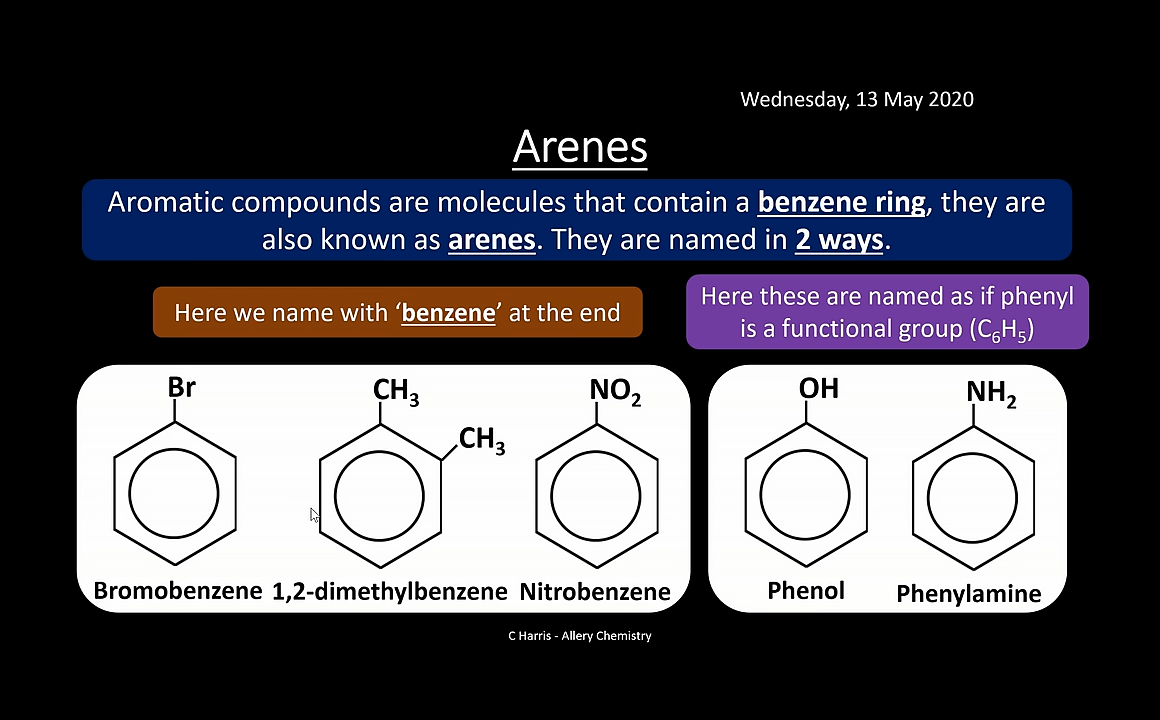 Wednesday, 13 May 2020
Arenes
Aromatic compounds are molecules that contain a benzene ring, they are
also known as arenes. They are named in 2 ways.
Here we name with ‘benzene’ at the end
Here these are named as if phenyl
is a functional group (C₆H₅)
Br
CH₃
CH₃
NO₂
Bromobenzene
1,2-dimethylbenzene
Nitrobenzene
OH
NH₂
Phenol
Phenylamine
C Harris - Allery Chemistry